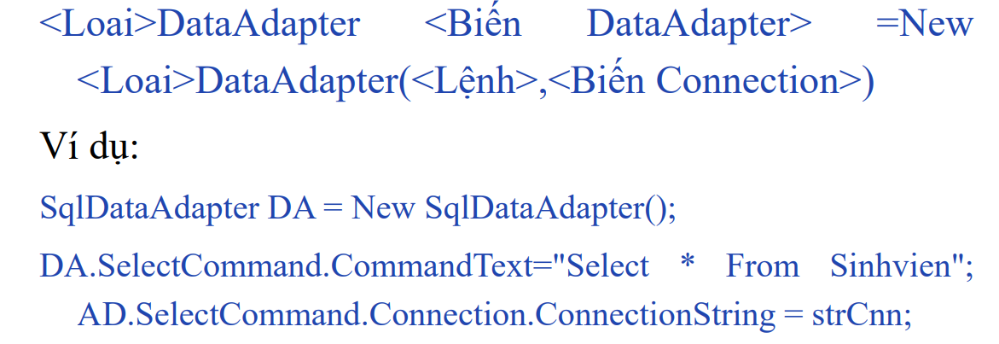 <Loai>DataAdapter <Biến DataAdapter> =New
<Loai>DataAdapter(<Lệnh>,<Biến Connection>)
Ví dụ:
SqlDataAdapter DA = New SqlDataAdapter();
DA.SelectCommand.CommandText="Select * From Sinhvien";
AD.SelectCommand.Connection.ConnectionString = strCnn;